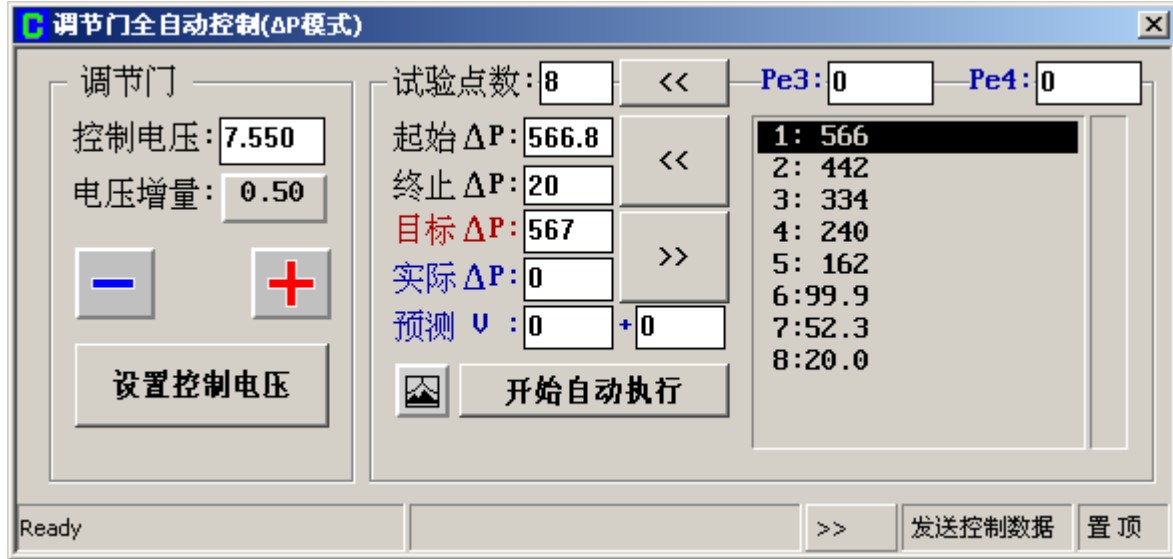 C 调节门全自动控制(ΔP模式)
调节门
控制电压:7.550
电压增量: 0.50
设置控制电压
试验点数:8 <<
起始ΔP:566.8 <<
终止ΔP:20
目标ΔP:567 >>
实际ΔP:0
预测 V :0 +0
开始自动执行
Pe3:0 Pe4:0
1: 566
2: 442
3: 334
4: 240
5: 162
6:99.9
7:52.3
8:20.0
Ready >> 发送控制数据 置顶